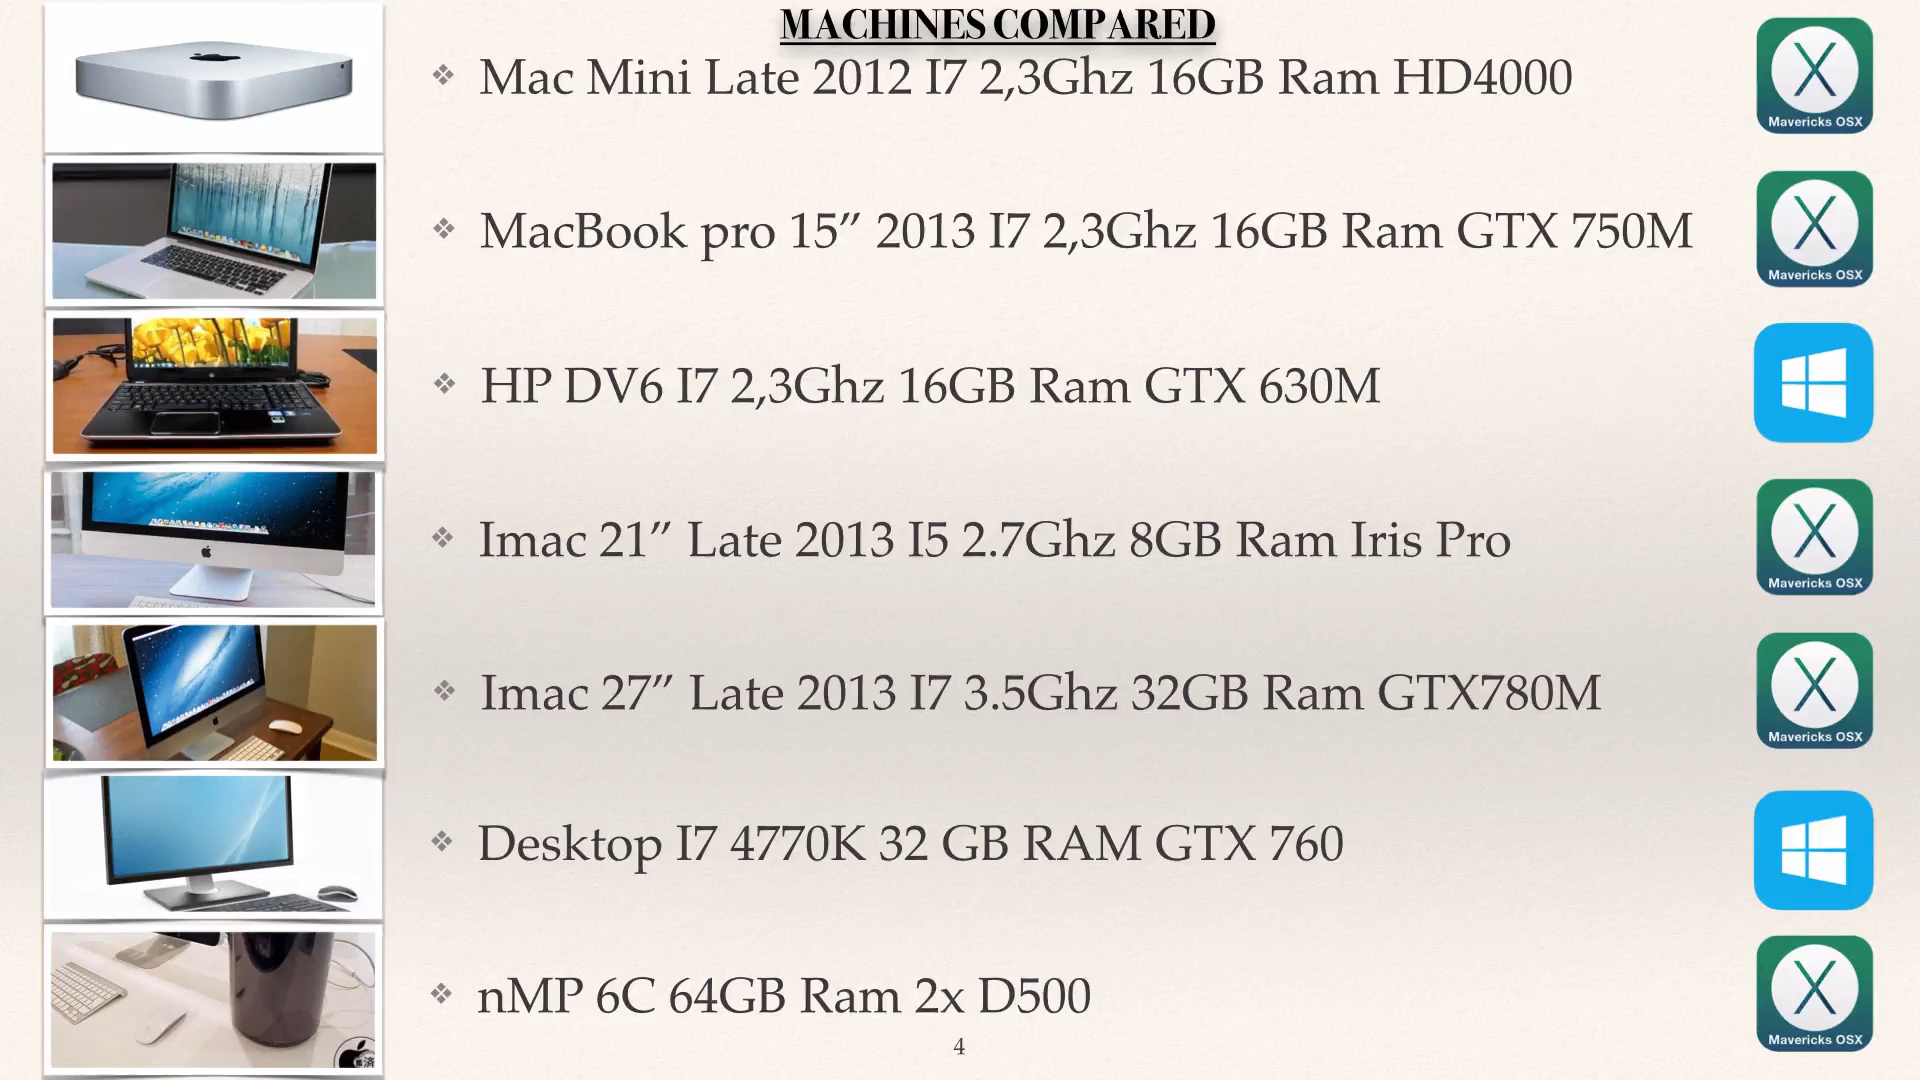 MACHINES COMPARED
❖ Mac Mini Late 2012 I7 2,3Ghz 16GB Ram HD4000
Mavericks OSX
❖ MacBook pro 15” 2013 I7 2,3Ghz 16GB Ram GTX 750M
Mavericks OSX
❖ HP DV6 I7 2,3Ghz 16GB Ram GTX 630M
❖ Imac 21” Late 2013 I5 2.7Ghz 8GB Ram Iris Pro
Mavericks OSX
❖ Imac 27” Late 2013 I7 3.5Ghz 32GB Ram GTX780M
Mavericks OSX
❖ Desktop I7 4770K 32 GB RAM GTX 760
❖ nMP 6C 64GB Ram 2x D500
Mavericks OSX
4